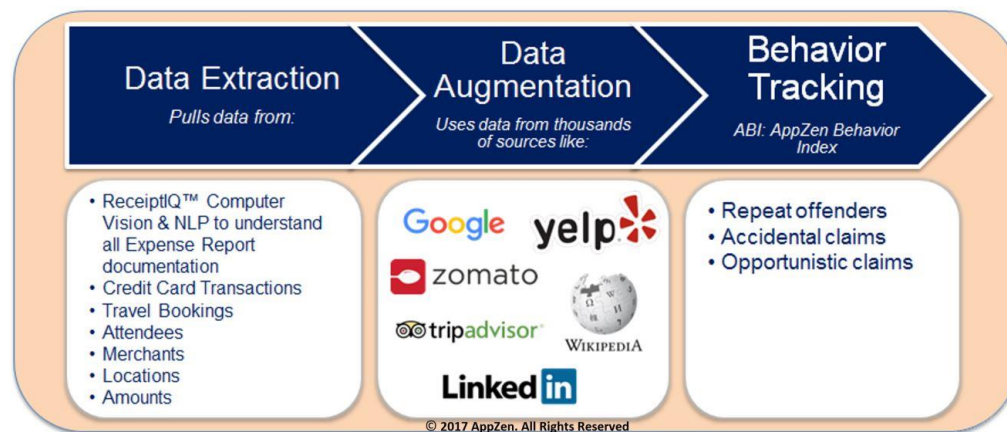 Data Extraction
Pulls data from:
Data
Augmentation
Uses data from thousands
of sources like:
Behavior
Tracking
ABI: AppZen Behavior
Index
• ReceiptIQ™ Computer
Vision & NLP to understand
all Expense Report
documentation
• Credit Card Transactions
• Travel Bookings
• Attendees
• Merchants
• Locations
• Amounts
Google
yelp
zomato
tripadvisor
WIKIPEDIA
Linked in
• Repeat offenders
• Accidental claims
• Opportunistic claims
© 2017 AppZen. All Rights Reserved